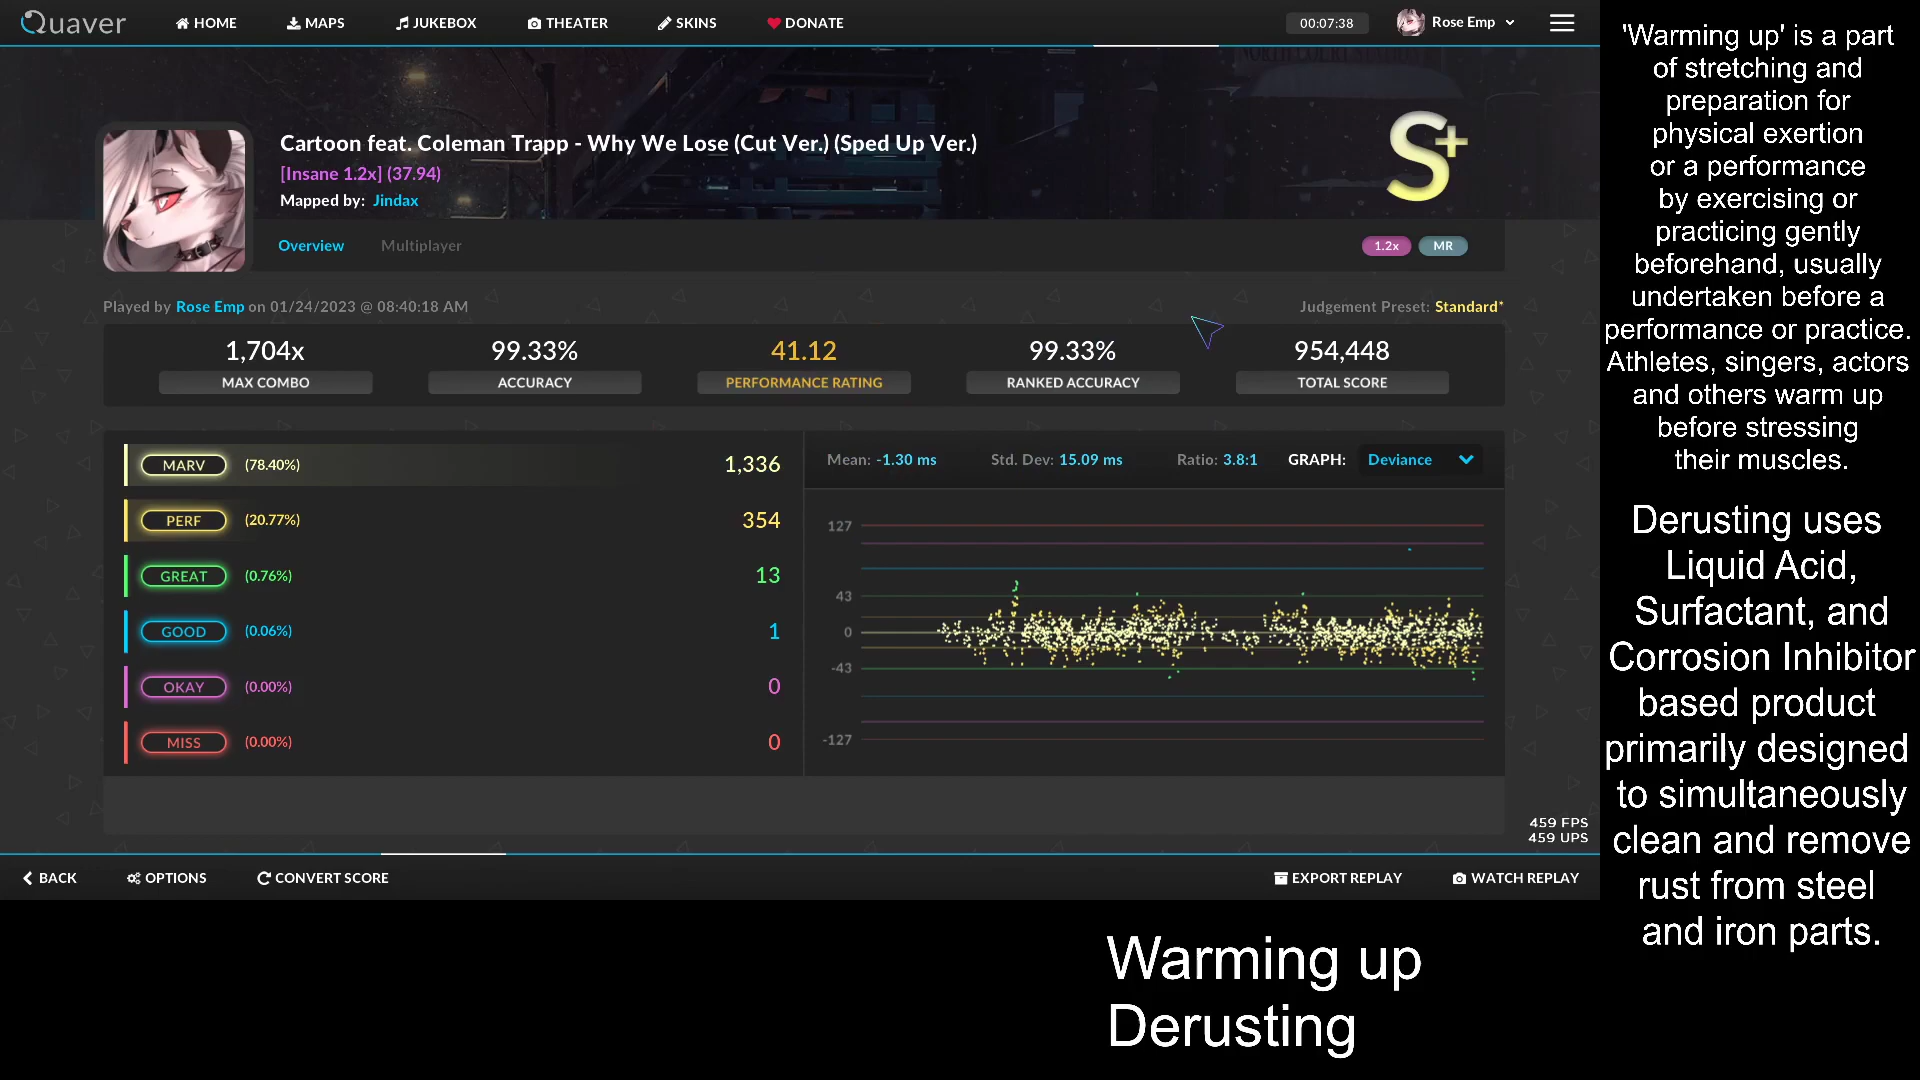 Quaver
HOME
MAPS
JUKEBOX
THEATER
SKINS
DONATE
00:07:38
Rose Emp
Cartoon feat. Coleman Trapp - Why We Lose (Cut Ver.) (Sped Up Ver.)
[Insane 1.2x] (37.94)
Mapped by: Jindax
S+
Overview
Multiplayer
1.2x
MR
Played by Rose Emp on 01/24/2023 @ 08:40:18 AM
Judgement Preset: Standard*
1,704x
99.33%
41.12
99.33%
954,448
MAX COMBO
ACCURACY
PERFORMANCE RATING
RANKED ACCURACY
TOTAL SCORE
MARV (78.40%) 1,336
PERF (20.77%) 354
GREAT (0.76%) 13
GOOD (0.06%) 1
OKAY (0.00%) 0
MISS (0.00%) 0
Mean: -1.30 ms
Std. Dev: 15.09 ms
Ratio: 3.8:1
GRAPH: Deviance
127
43
0
-43
-127
459 FPS
459 UPS
BACK
OPTIONS
CONVERT SCORE
EXPORT REPLAY
WATCH REPLAY
'Warming up' is a part
of stretching and
preparation for
physical exertion
or a performance
by exercising or
practicing gently
beforehand, usually
undertaken before a
performance or practice.
Athletes, singers, actors
and others warm up
before stressing
their muscles.
Derusting uses
Liquid Acid,
Surfactant, and
Corrosion Inhibitor
based product
primarily designed
to simultaneously
clean and remove
rust from steel
and iron parts.
Warming up
Derusting